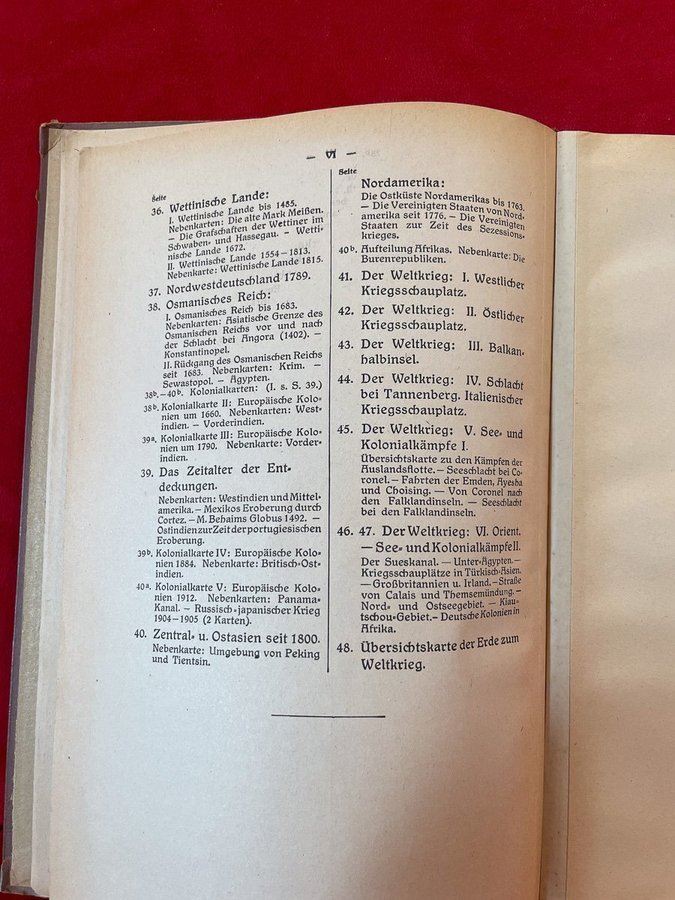 — VI —
Seite
36. Wettinische Lande:
I. Wettinische Lande bis 1485.
Nebenkarten: Die alte Mark Meißen.
— Die Grafschaften der Wettiner im
Schwaben- und Hassegau. — Wetti-
nische Lande 1672.
II. Wettinische Lande 1554—1813.
Nebenkarte: Wettinische Lande 1815.
37. Nordwestdeutschland 1789.
38. Osmanisches Reich:
I. Osmanisches Reich bis 1683.
Nebenkarten: Asiatische Grenze des
Osmanischen Reichs vor und nach
der Schlacht bei Angora (1402). —
Konstantinopel.
II. Rückgang des Osmanischen Reichs
seit 1683. Nebenkarten: Krim. —
Sewastopol. — Ägypten.
38b.—40b. Kolonialkarten: (I. s. S. 39.)
38b. Kolonialkarte II: Europäische Kolo-
nien um 1660. Nebenkarten: West-
indien. — Vorderindien.
39a. Kolonialkarte III: Europäische Kolo-
nien um 1790. Nebenkarte: Vorder-
indien.
39. Das Zeitalter der Ent-
deckungen.
Nebenkarten: Westindien und Mittel-
amerika. — Mexikos Eroberung durch
Cortez. — M. Behaims Globus 1492. —
Ostindien zur Zeit der portugiesischen
Eroberung.
39b. Kolonialkarte IV: Europäische Kolo-
nien 1884. Nebenkarte: Britisch-Ost-
indien.
40a. Kolonialkarte V: Europäische Kolo-
nien 1912. Nebenkarten: Panama-
Kanal. — Russisch-japanischer Krieg
1904—1905 (2 Karten).
40. Zentral- u. Ostasien seit 1800.
Nebenkarte: Umgebung von Peking
und Tientsin.
Seite
Nordamerika:
Die Ostküste Nordamerikas bis 1763.
— Die Vereinigten Staaten von Nord-
amerika seit 1776. — Die Vereinigten
Staaten zur Zeit des Sezessions-
krieges.
40b. Aufteilung Afrikas. Nebenkarte: Die
Burenrepubliken.
41. Der Weltkrieg: I. Westlicher
Kriegsschauplatz.
42. Der Weltkrieg: II. Östlicher
Kriegsschauplatz.
43. Der Weltkrieg: III. Balkan-
halbinsel.
44. Der Weltkrieg: IV. Schlacht
bei Tannenberg. Italienischer
Kriegsschauplatz.
45. Der Weltkrieg: V. See- und
Kolonialkämpfe I.
Übersichtskarte zu den Kämpfen der
Auslandsflotte. — Seeschlacht bei Co-
ronel. — Fahrten der Emden, Ayesha
und Choising. — Von Coronel nach
den Falklandinseln. — Seeschlacht
bei den Falklandinseln.
46. 47. Der Weltkrieg: VI. Orient.
— See- und Kolonialkämpfe II.
Der Sueskanal. — Unter-Ägypten. —
Kriegsschauplätze in Türkisch-Asien.
— Großbritannien u. Irland. — Straße
von Calais und Themsemündung. —
Nord- und Ostseegebiet. — Kiau-
tschou-Gebiet. — Deutsche Kolonien in
Afrika.
48. Übersichtskarte der Erde zum
Weltkrieg.